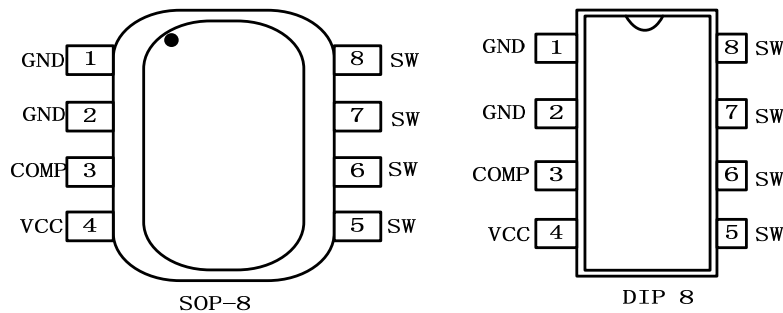 GND 1 8 SW
GND 2 7 SW
COMP 3 6 SW
VCC 4 5 SW
SOP-8
GND 1 8 SW
GND 2 7 SW
COMP 3 6 SW
VCC 4 5 SW
DIP 8